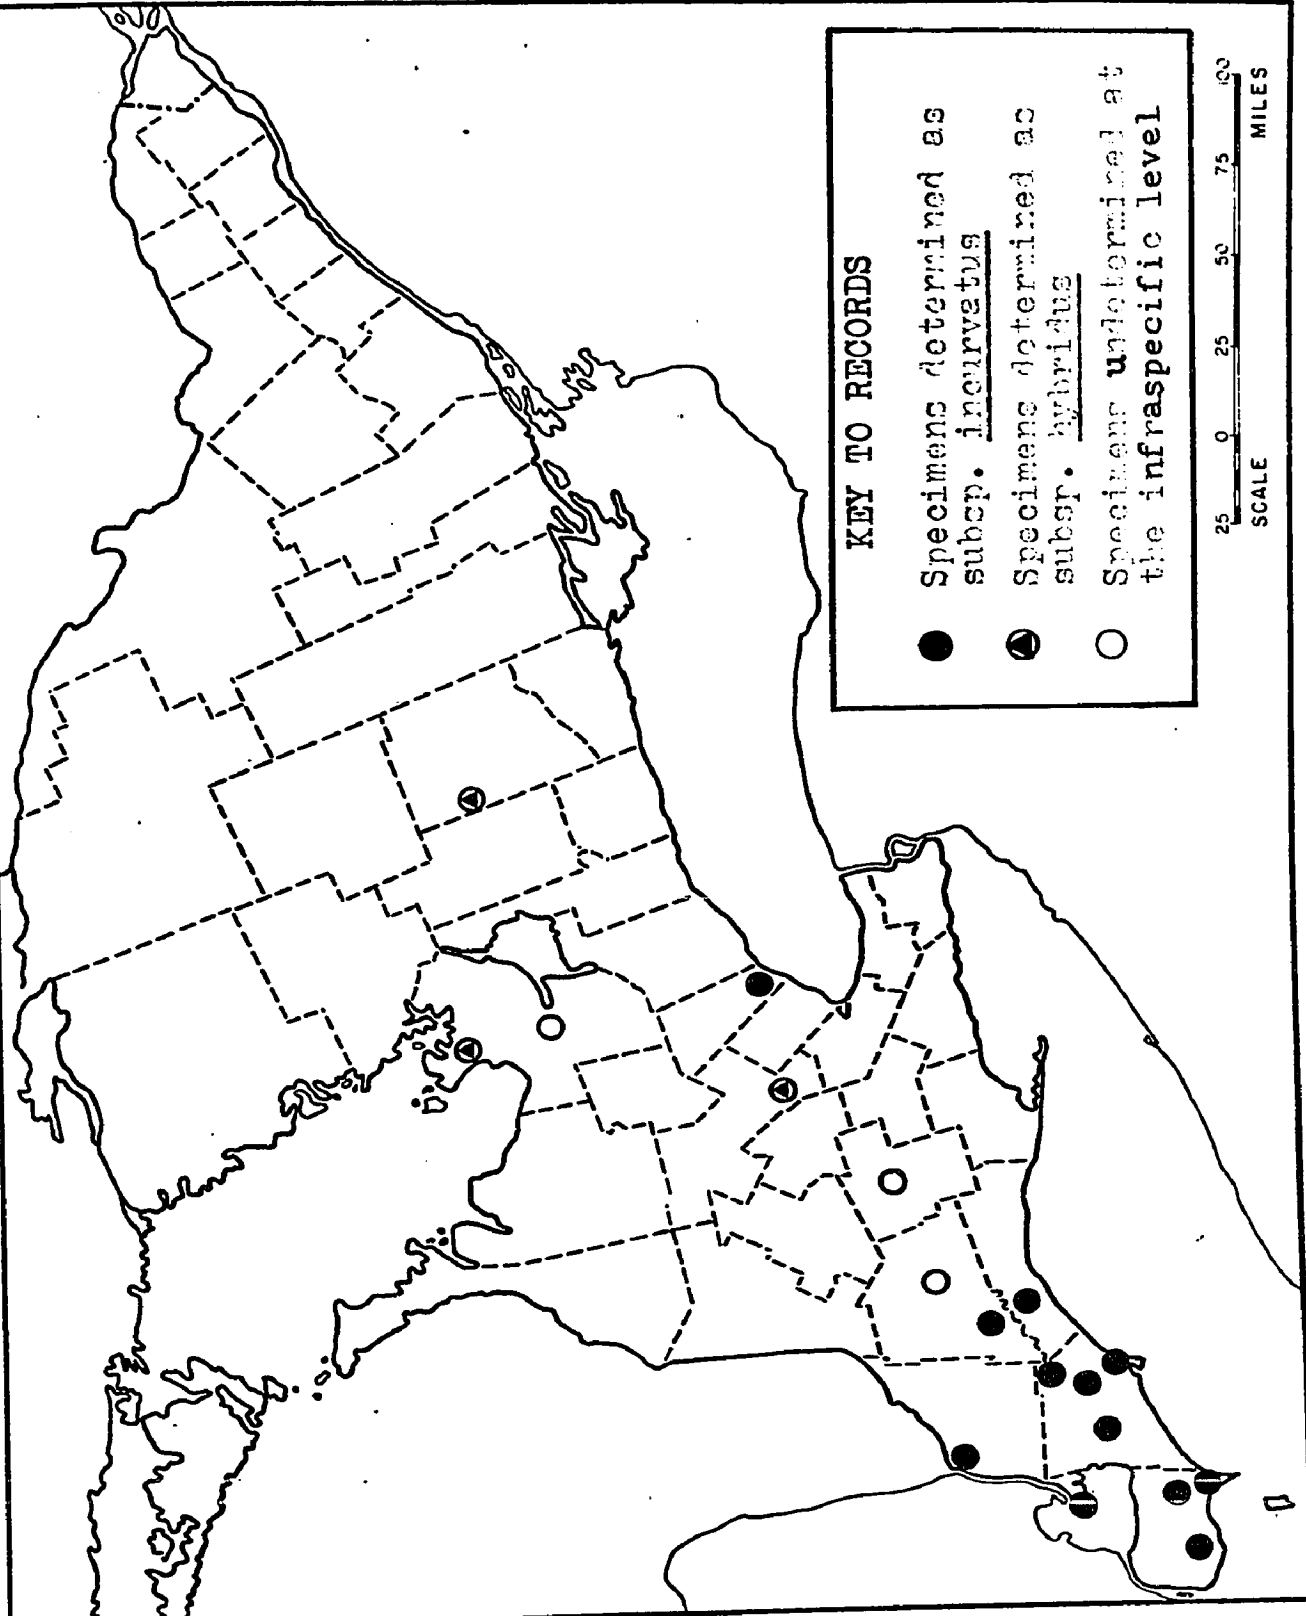 KEY TO RECORDS
Specimens determined as
subsp. incurvatus
Specimens determined as
subsp. hybridus
Specimens undetermined at
the infraspecific level
25 0 25 50 75 100
SCALE MILES